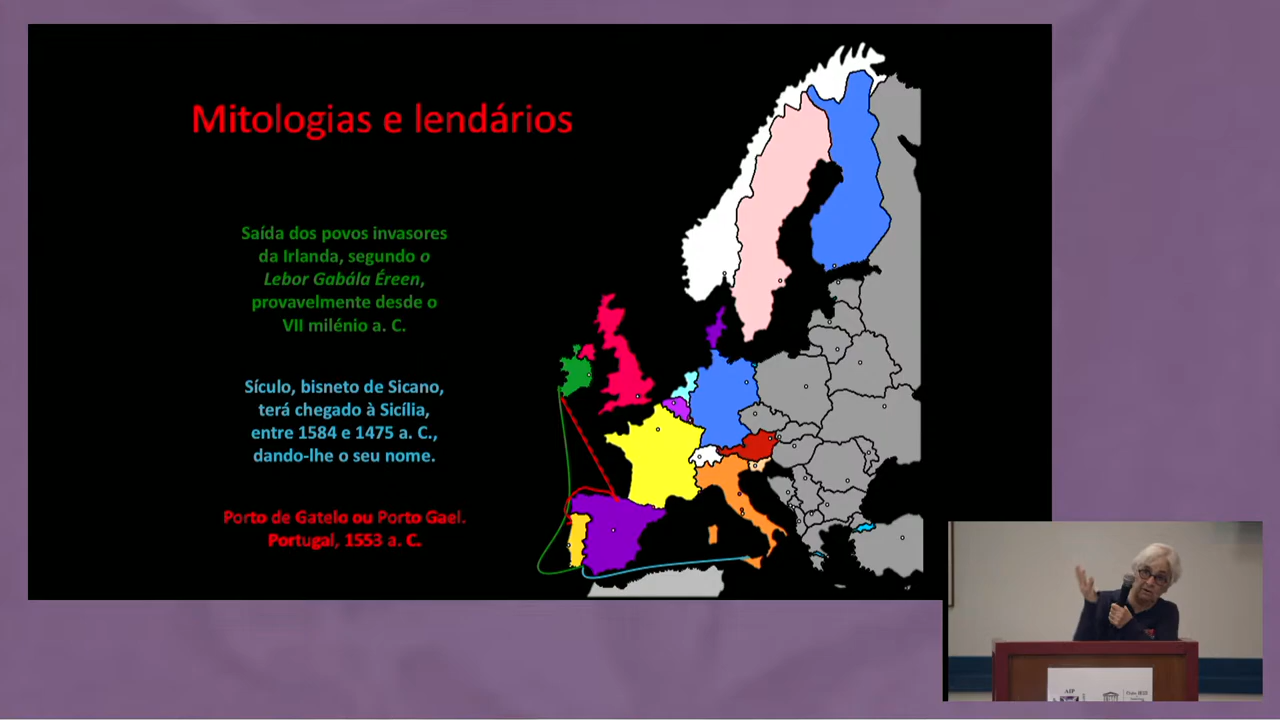 Mitologias e lendários
Saída dos povos invasores
da Irlanda, segundo o
Lebor Gabála Éreen,
provavelmente desde o
VII milénio a. C.
Sículo, bisneto de Sicano,
terá chegado à Sicília,
entre 1584 e 1475 a. C.,
dando-lhe o seu nome.
Porto de Gatelo ou Porto Gael.
Portugal, 1553 a. C.